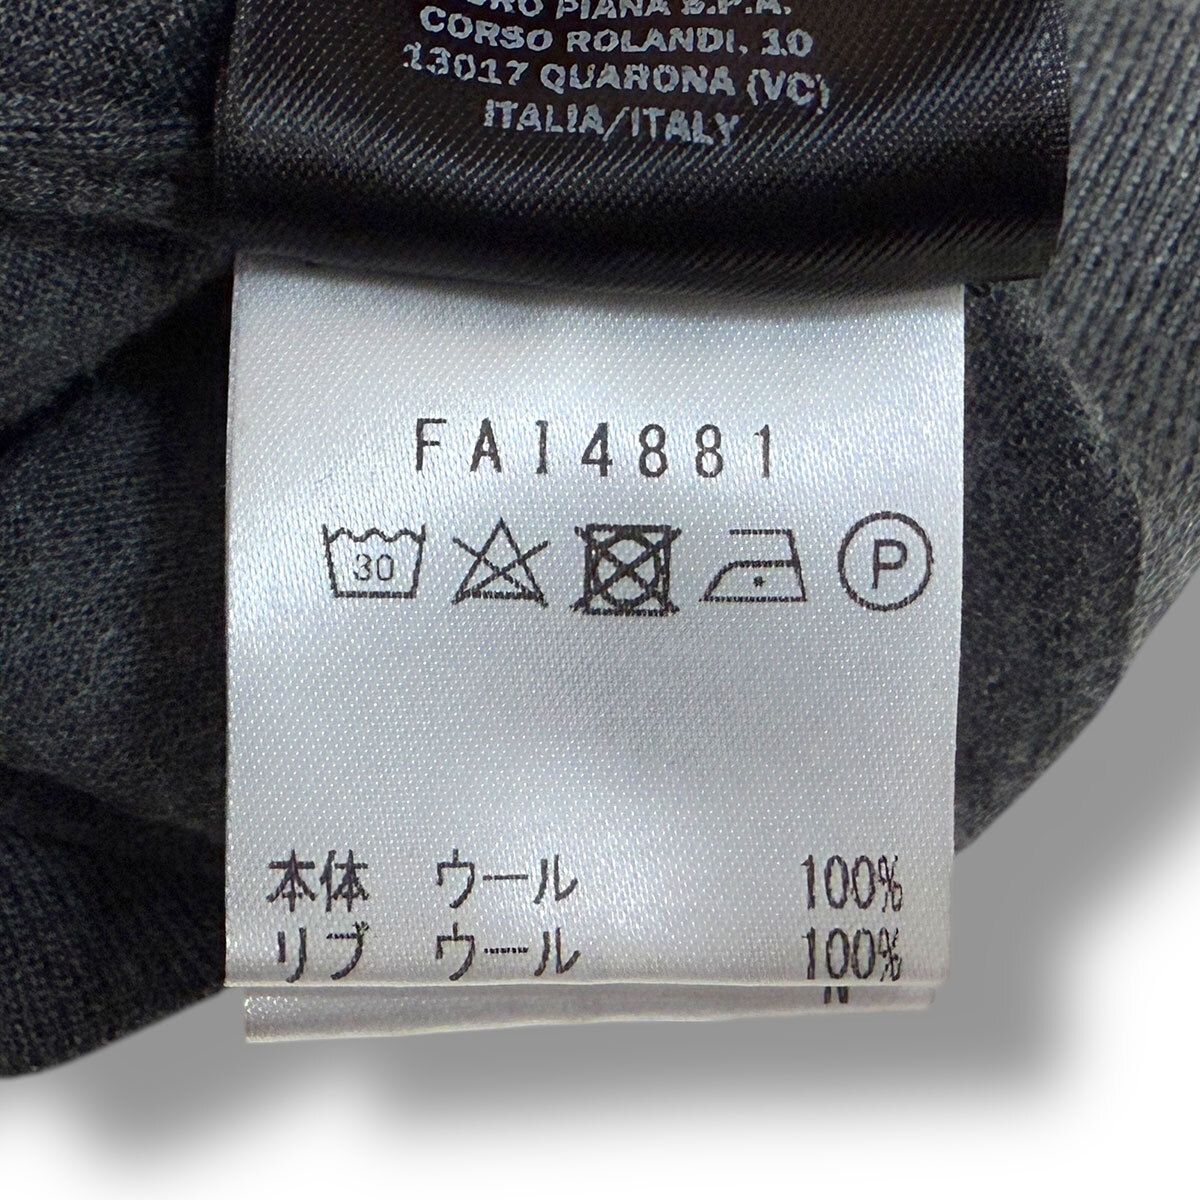 PIANA S.P.A.
CORSO ROLANDI, 10
13017 QUARONA (VC)
ITALIA/ITALY
FAI4881
30
P
本体 ウール 100%
リブ ウール 100%
N